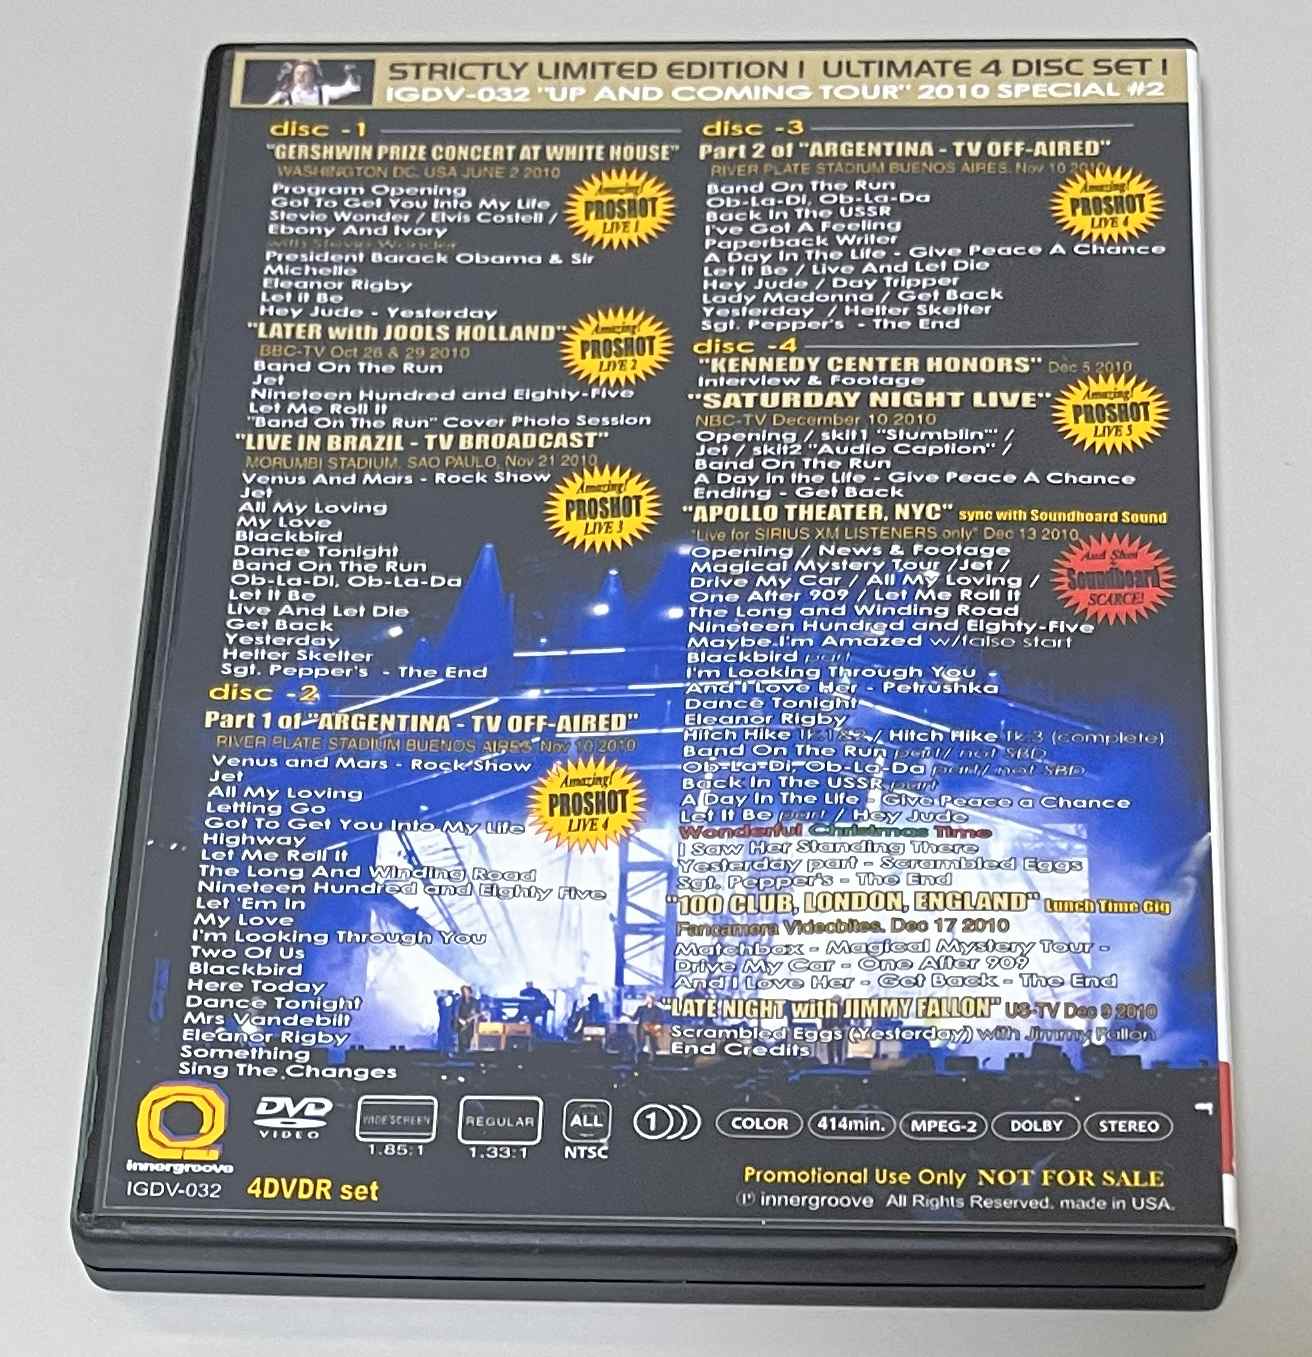 STRICTLY LIMITED EDITION! ULTIMATE 4 DISC SET!
IGDV-032 "UP AND COMING TOUR" 2010 SPECIAL #2
disc -1
"GERSHWIN PRIZE CONCERT AT WHITE HOUSE"
WASHINGTON DC, USA JUNE 2 2010
Program Opening
Got To Get You Into My Life
Stevie Wonder / Elvis Costell /
Ebony And Ivory
with Stevie Wonder
President Barack Obama & Sir
Michelle
Eleanor Rigby
Let It Be
Hey Jude - Yesterday
Amazing!
PROSHOT
LIVE 1
"LATER with JOOLS HOLLAND"
BBC-TV Oct 26 & 29 2010
Band On The Run
Jet
Nineteen Hundred and Eighty-Five
Let Me Roll It
"Band On The Run" Cover Photo Session
Amazing!
PROSHOT
LIVE 2
"LIVE IN BRAZIL - TV BROADCAST"
MORUMBI STADIUM, SAO PAULO, Nov 21 2010
Venus And Mars - Rock Show
Jet
All My Loving
My Love
Blackbird
Dance Tonight
Band On The Run
Ob-La-Di, Ob-La-Da
Let It Be
Live And Let Die
Get Back
Yesterday
Helter Skelter
Sgt. Pepper's - The End
Amazing!
PROSHOT
LIVE 3
disc -2
Part 1 of "ARGENTINA - TV OFF-AIRED"
RIVER PLATE STADIUM BUENOS AIRES, Nov 10 2010
Venus and Mars - Rock Show
Jet
All My Loving
Letting Go
Got To Get You Into My Life
Highway
Let Me Roll It
The Long And Winding Road
Nineteen Hundred and Eighty Five
Let 'Em In
My Love
I'm Looking Through You
Two Of Us
Blackbird
Here Today
Dance Tonight
Mrs Vandebilt
Eleanor Rigby
Something
Sing The Changes
Amazing!
PROSHOT
LIVE 4
disc -3
Part 2 of "ARGENTINA - TV OFF-AIRED"
RIVER PLATE STADIUM BUENOS AIRES, Nov 10 2010
Band On The Run
Ob-La-Di, Ob-La-Da
Back In The USSR
I've Got A Feeling
Paperback Writer
A Day In The Life - Give Peace A Chance
Let It Be / Live And Let Die
Hey Jude / Day Tripper
Lady Madonna / Get Back
Yesterday / Helter Skelter
Sgt. Pepper's - The End
Amazing!
PROSHOT
LIVE 4
disc -4
"KENNEDY CENTER HONORS" Dec 5 2010
Interview & Footage
"SATURDAY NIGHT LIVE"
NBC-TV December 10 2010
Opening / skit1 "Stumblin'" /
Jet / skit2 "Audio Caption" /
Band On The Run
A Day In the Life - Give Peace A Chance
Ending - Get Back
Amazing!
PROSHOT
LIVE 5
"APOLLO THEATER, NYC" sync with Soundboard Sound
"Live for SIRIUS XM LISTENERS only" Dec 13 2010
Opening / News & Footage
Magical Mystery Tour / Jet /
Drive My Car / All My Loving /
One After 909 / Let Me Roll It
The Long and Winding Road
Nineteen Hundred and Eighty-Five
Maybe I'm Amazed w/false start
Blackbird part
I'm Looking Through You
And I Love Her - Petrushka
Dance Tonight
Eleanor Rigby
Hitch Hike tk.1&2 / Hitch Hike tk.3 (complete)
Band On The Run part/ not SBD
Ob-La-Di, Ob-La-Da part/ not SBD
Back In The USSR part
A Day In The Life - Give Peace a Chance
Let It Be part / Hey Jude
Wonderful Christmas Time
I Saw Her Standing There
Yesterday part - Scrambled Eggs
Sgt. Pepper's - The End
Aud Shot
Soundboard
SCARCE!
"100 CLUB, LONDON, ENGLAND" Lunch Time Gig
Fancamera Videobites, Dec 17 2010
Matchbox - Magical Mystery Tour -
Drive My Car - One After 909
And I Love Her - Get Back - The End
"LATE NIGHT with JIMMY FALLON" US-TV Dec 9 2010
Scrambled Eggs (Yesterday) with Jimmy Fallon
End Credits
innergroove
IGDV-032
DVD
VIDEO
WIDESCREEN
1.85:1
REGULAR
1.33:1
ALL
NTSC
1
COLOR
414min.
MPEG-2
DOLBY
STEREO
4DVDR set
Promotional Use Only NOT FOR SALE
(P) innergroove All Rights Reserved. made in USA.